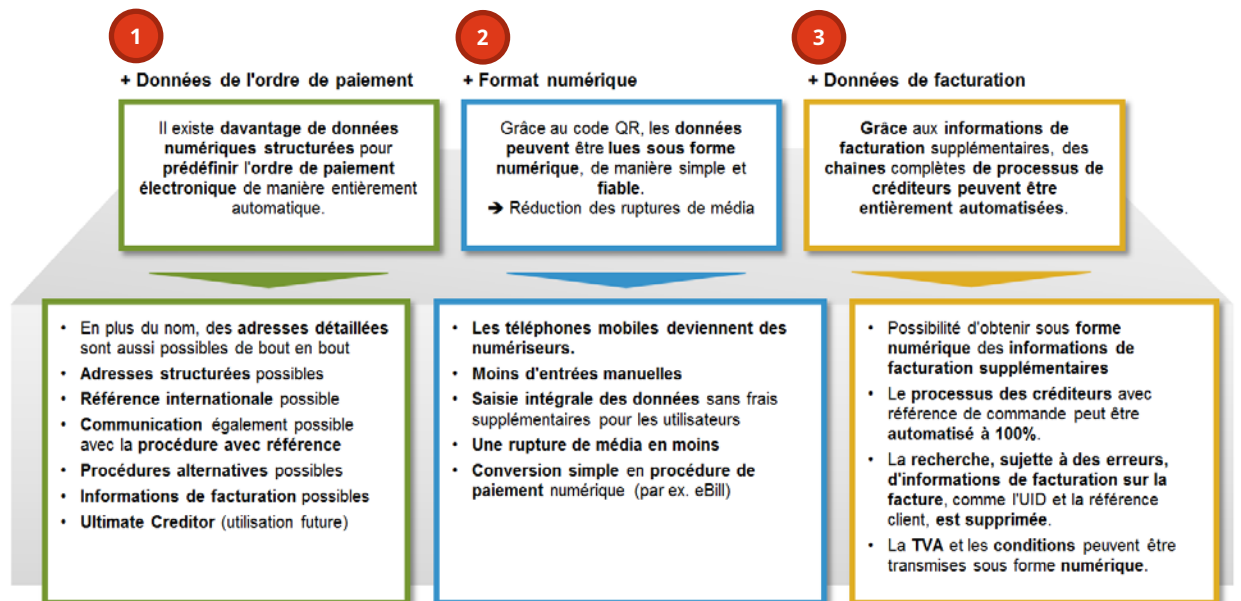 1
+ Données de l'ordre de paiement
Il existe davantage de données
numériques structurées pour
prédéfinir l'ordre de paiement
électronique de manière entièrement
automatique.
• En plus du nom, des adresses détaillées
sont aussi possibles de bout en bout
• Adresses structurées possibles
• Référence internationale possible
• Communication également possible
avec la procédure avec référence
• Procédures alternatives possibles
• Informations de facturation possibles
• Ultimate Creditor (utilisation future)
2
+ Format numérique
Grâce au code QR, les données
peuvent être lues sous forme
numérique, de manière simple et
fiable.
➔ Réduction des ruptures de média
• Les téléphones mobiles deviennent des
numériseurs.
• Moins d'entrées manuelles
• Saisie intégrale des données sans frais
supplémentaires pour les utilisateurs
• Une rupture de média en moins
• Conversion simple en procédure de
paiement numérique (par ex. eBill)
3
+ Données de facturation
Grâce aux informations de
facturation supplémentaires, des
chaînes complètes de processus de
créditeurs peuvent être
entièrement automatisées.
• Possibilité d'obtenir sous forme
numérique des informations de
facturation supplémentaires
• Le processus des créditeurs avec
référence de commande peut être
automatisé à 100%.
• La recherche, sujette à des erreurs,
d'informations de facturation sur la
facture, comme l'UID et la référence
client, est supprimée.
• La TVA et les conditions peuvent être
transmises sous forme numérique.